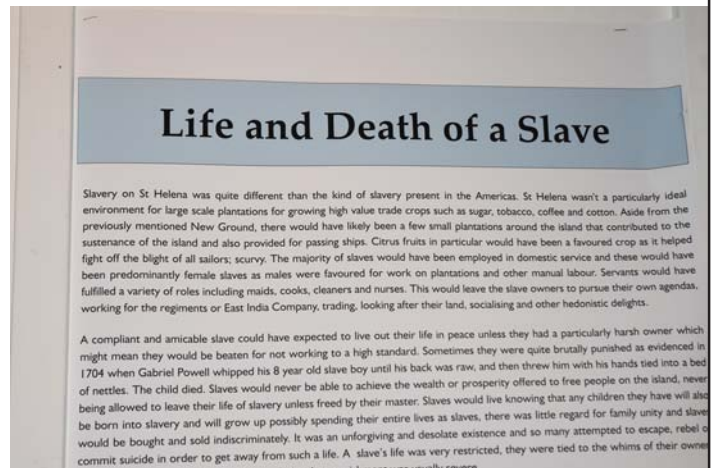 Life and Death of a Slave
Slavery on St Helena was quite different than the kind of slavery present in the Americas. St Helena wasn't a particularly ideal
environment for large scale plantations for growing high value trade crops such as sugar, tobacco, coffee and cotton. Aside from the
previously mentioned New Ground, there would have likely been a few small plantations around the island that contributed to the
sustenance of the island and also provided for passing ships. Citrus fruits in particular would have been a favoured crop as it helped
fight off the blight of all sailors; scurvy. The majority of slaves would have been employed in domestic service and these would have
been predominantly female slaves as males were favoured for work on plantations and other manual labour. Servants would have
fulfilled a variety of roles including maids, cooks, cleaners and nurses. This would leave the slave owners to pursue their own agendas,
working for the regiments or East India Company, trading, looking after their land, socialising and other hedonistic delights.
A compliant and amicable slave could have expected to live out their life in peace unless they had a particularly harsh owner which
might mean they would be beaten for not working to a high standard. Sometimes they were quite brutally punished as evidenced in
1704 when Gabriel Powell whipped his 8 year old slave boy until his back was raw, and then threw him with his hands tied into a bed
of nettles. The child died. Slaves would never be able to achieve the wealth or prosperity offered to free people on the island, never
being allowed to leave their life of slavery unless freed by their master. Slaves would live knowing that any children they have will also
be born into slavery and will grow up possibly spending their entire lives as slaves, there was little regard for family unity and slaves
would be bought and sold indiscriminately. It was an unforgiving and desolate existence and so many attempted to escape, rebel o
commit suicide in order to get away from such a life. A slave's life was very restricted, they were tied to the whims of their owner